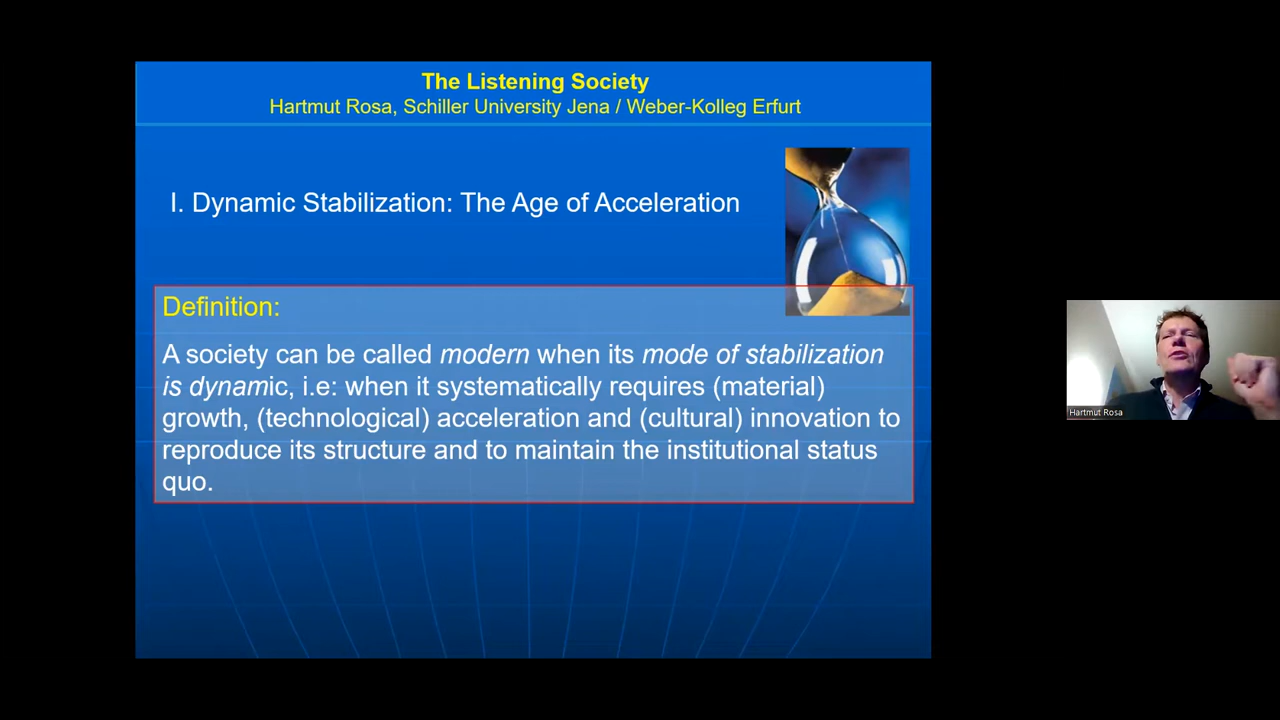 The Listening Society
Hartmut Rosa, Schiller University Jena / Weber-Kolleg Erfurt
I. Dynamic Stabilization: The Age of Acceleration
Definition:
A society can be called modern when its mode of stabilization
is dynamic, i.e: when it systematically requires (material)
growth, (technological) acceleration and (cultural) innovation to
reproduce its structure and to maintain the institutional status
quo.
Hartmut Rosa